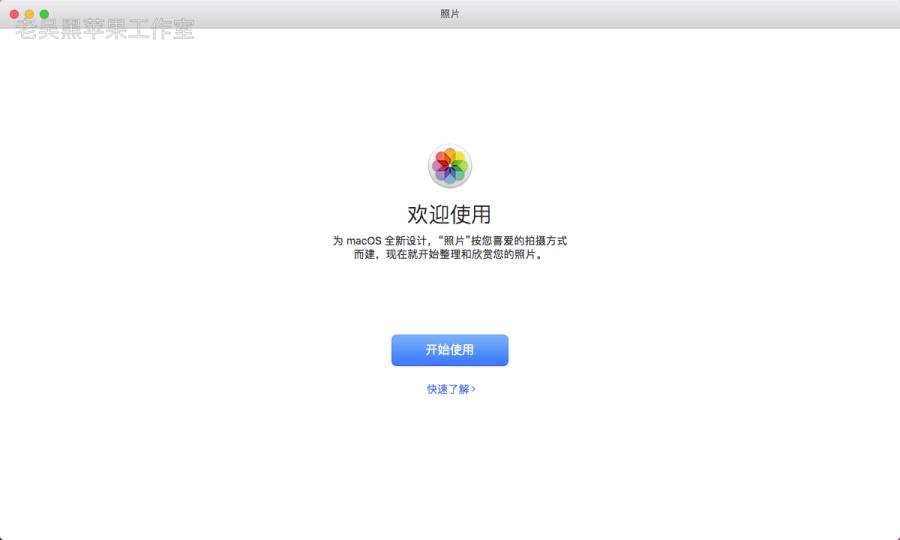 照片
老吴黑苹果工作室
欢迎使用
为 macOS 全新设计，“照片”按您喜爱的拍摄方式
而建，现在就开始整理和欣赏您的照片。
开始使用
快速了解 ›